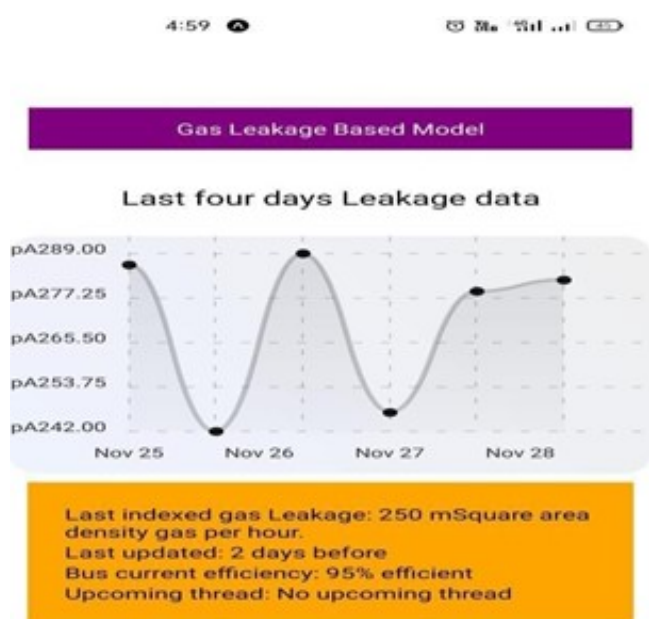 4:59
Gas Leakage Based Model
Last four days Leakage data
pA289.00
pA277.25
pA265.50
pA253.75
pA242.00
Nov 25 Nov 26 Nov 27 Nov 28
Last indexed gas Leakage: 250 mSquare area
density gas per hour.
Last updated: 2 days before
Bus current efficiency: 95% efficient
Upcoming thread: No upcoming thread